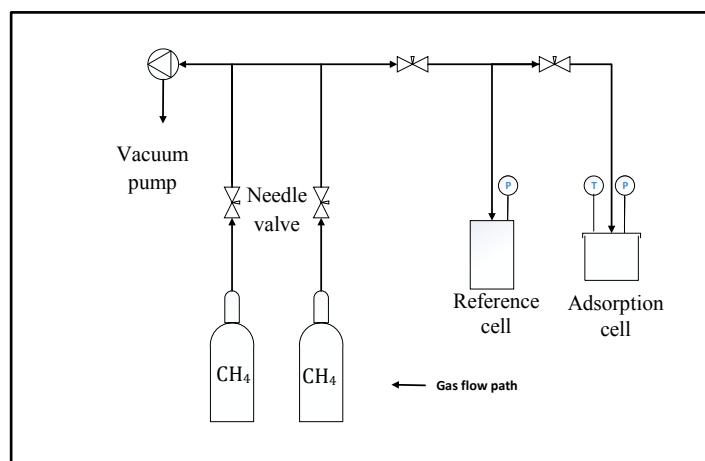 Vacuum
pump
Needle
valve
P
T
P
Reference
cell
Adsorption
cell
CH₄
CH₄
Gas flow path